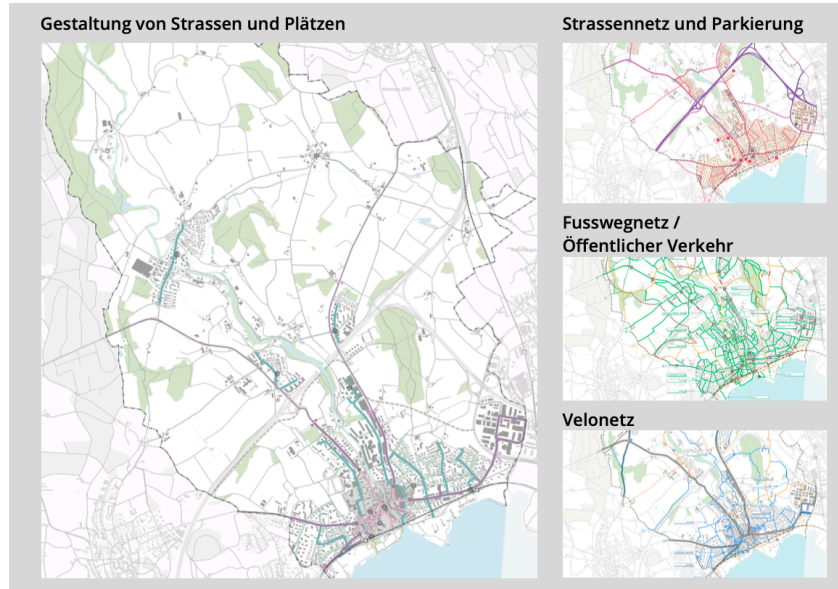 Gestaltung von Strassen und Plätzen
Strassennetz und Parkierung
Fusswegnetz /
Öffentlicher Verkehr
Velonetz